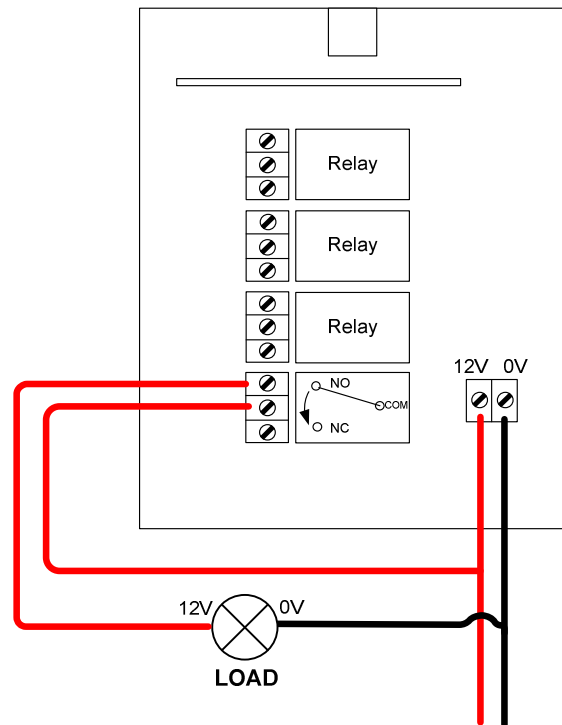 Relay
Relay
Relay
NO
COM
NC
12V 0V
12V 0V
LOAD